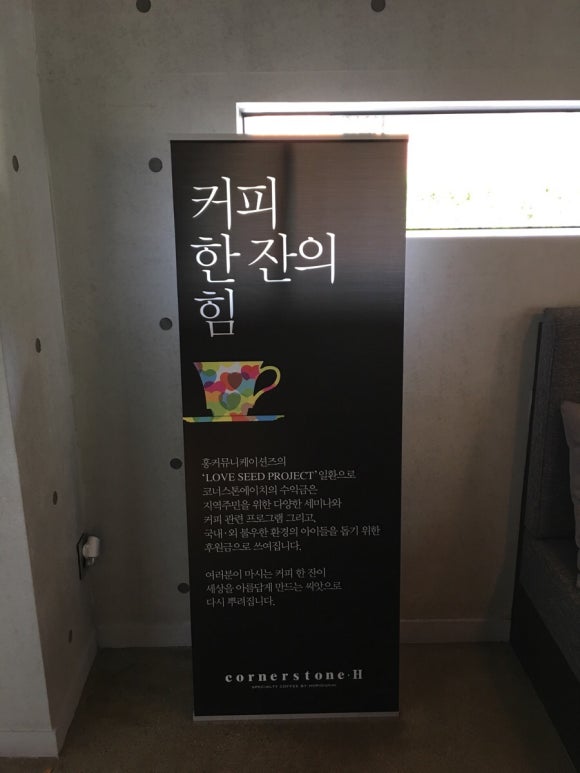 커피
한 잔의
힘
홍커뮤니케이션즈의
‘LOVE SEED PROJECT’ 일환으로
코너스톤에이치의 수익금은
지역주민을 위한 다양한 세미나와
커피 관련 프로그램 그리고,
국내·외 불우한 환경의 아이들을 돕기 위한
후원금으로 쓰여집니다.
여러분이 마시는 커피 한 잔이
세상을 아름답게 만드는 씨앗으로
다시 뿌려집니다.
cornerstone·H
SPECIALTY COFFEE BY